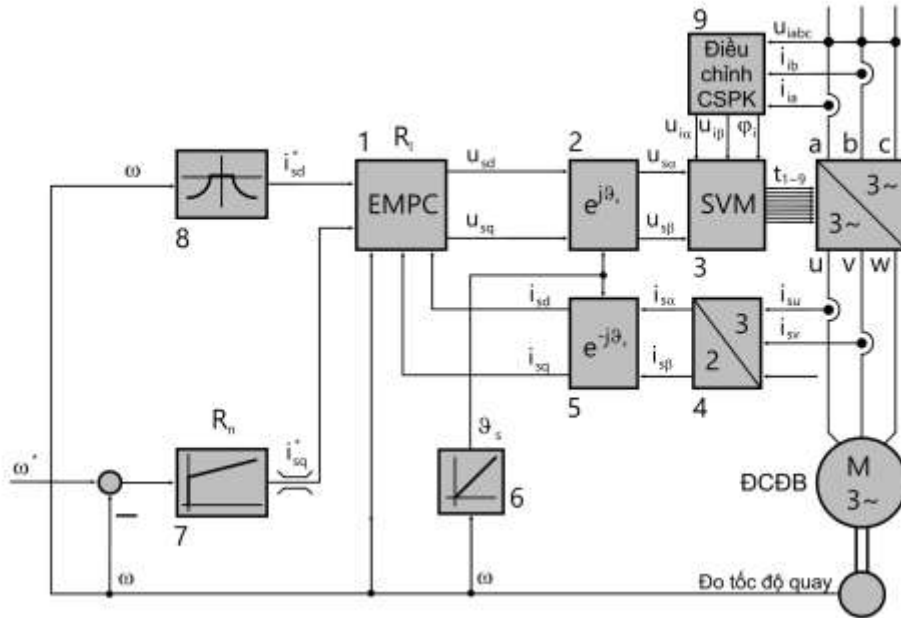 9
Điều
chỉnh
CSPK
u_iabc
i_ib
i_ia
u_iα u_iβ φ_i
a b c
ω
i*_sd
8
1 R_i
EMPC
u_sd
u_sq
2
e^jϑs
u_sα
u_sβ
SVM
3
t_1~9
3~
3~
u v w
i_sd
i_sq
e^-jϑs
5
i_sα
i_sβ
3
2
4
i_su
i_sv
R_n
ω*
i*_sq
7
ϑ_s
6
ĐCĐB
M
3~
ω
ω
Đo tốc độ quay